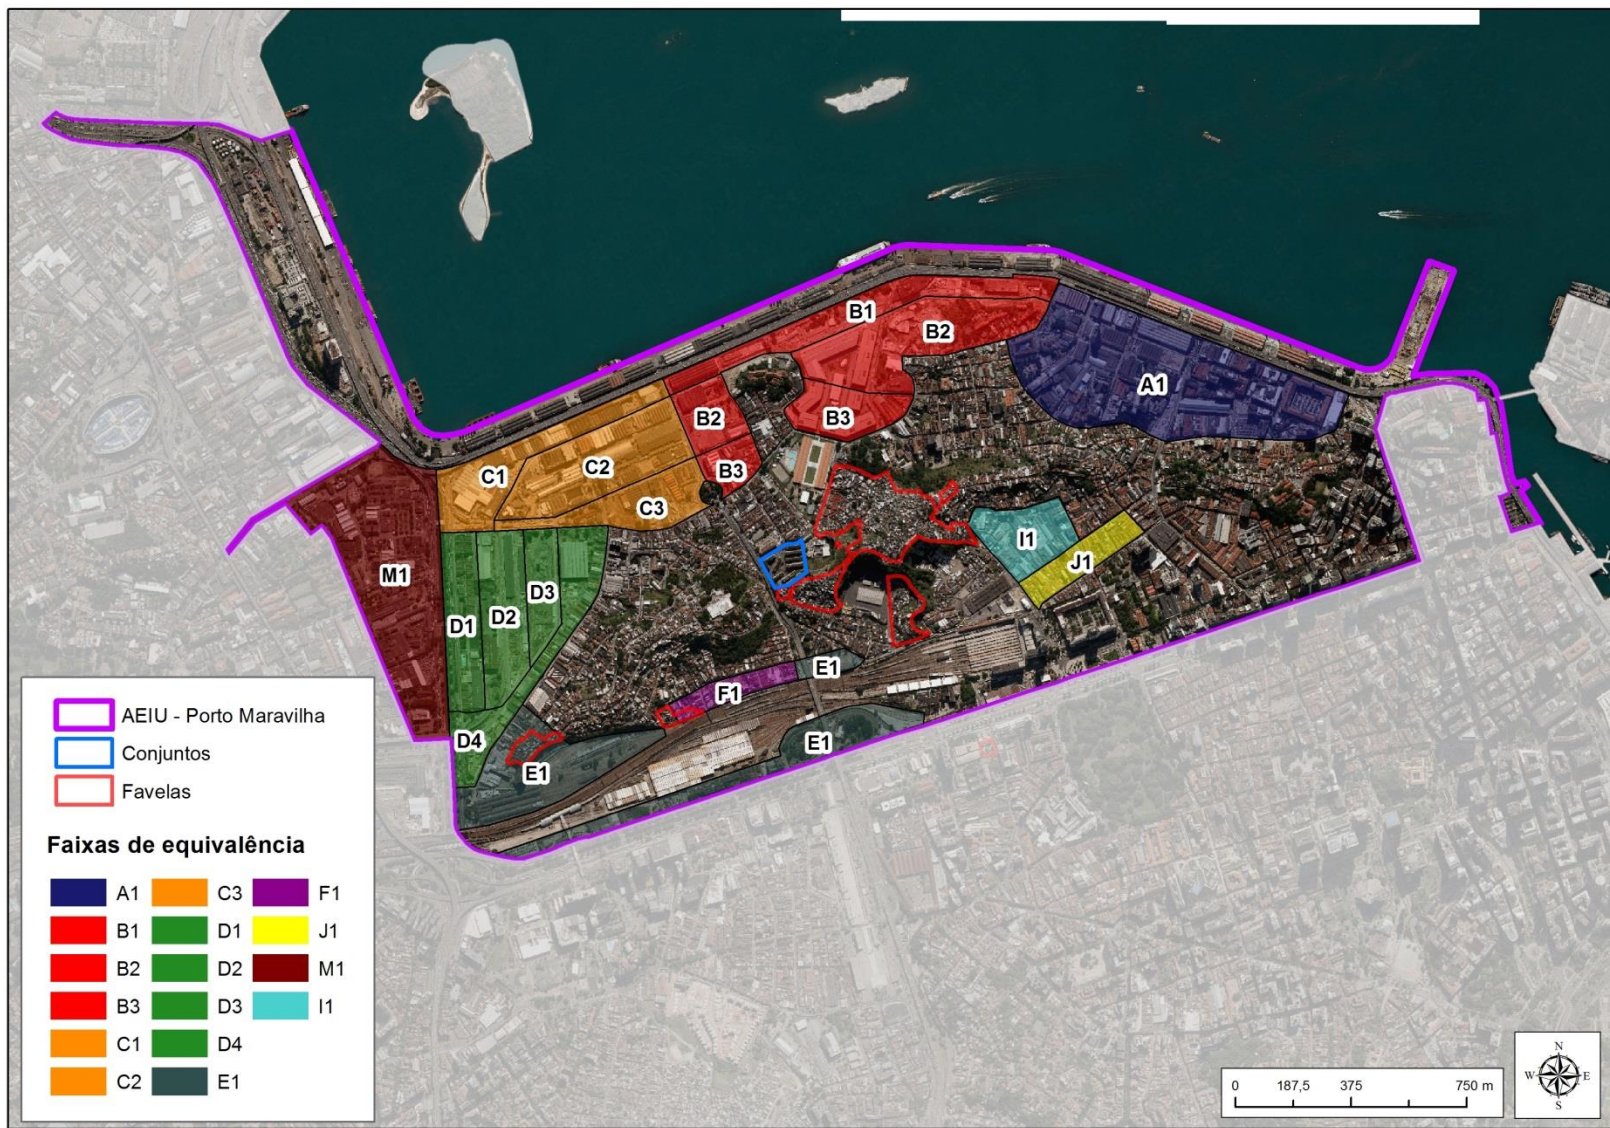 B1
B2
A1
B2
B3
C2
C1
B3
C3
I1
J1
M1
D3
D2
D1
E1
F1
D4
E1
E1
AEIU - Porto Maravilha
Conjuntos
Favelas
Faixas de equivalência
A1 C3 F1
B1 D1 J1
B2 D2 M1
B3 D3 I1
C1 D4
C2 E1
0 187,5 375 750 m
N
W E
S